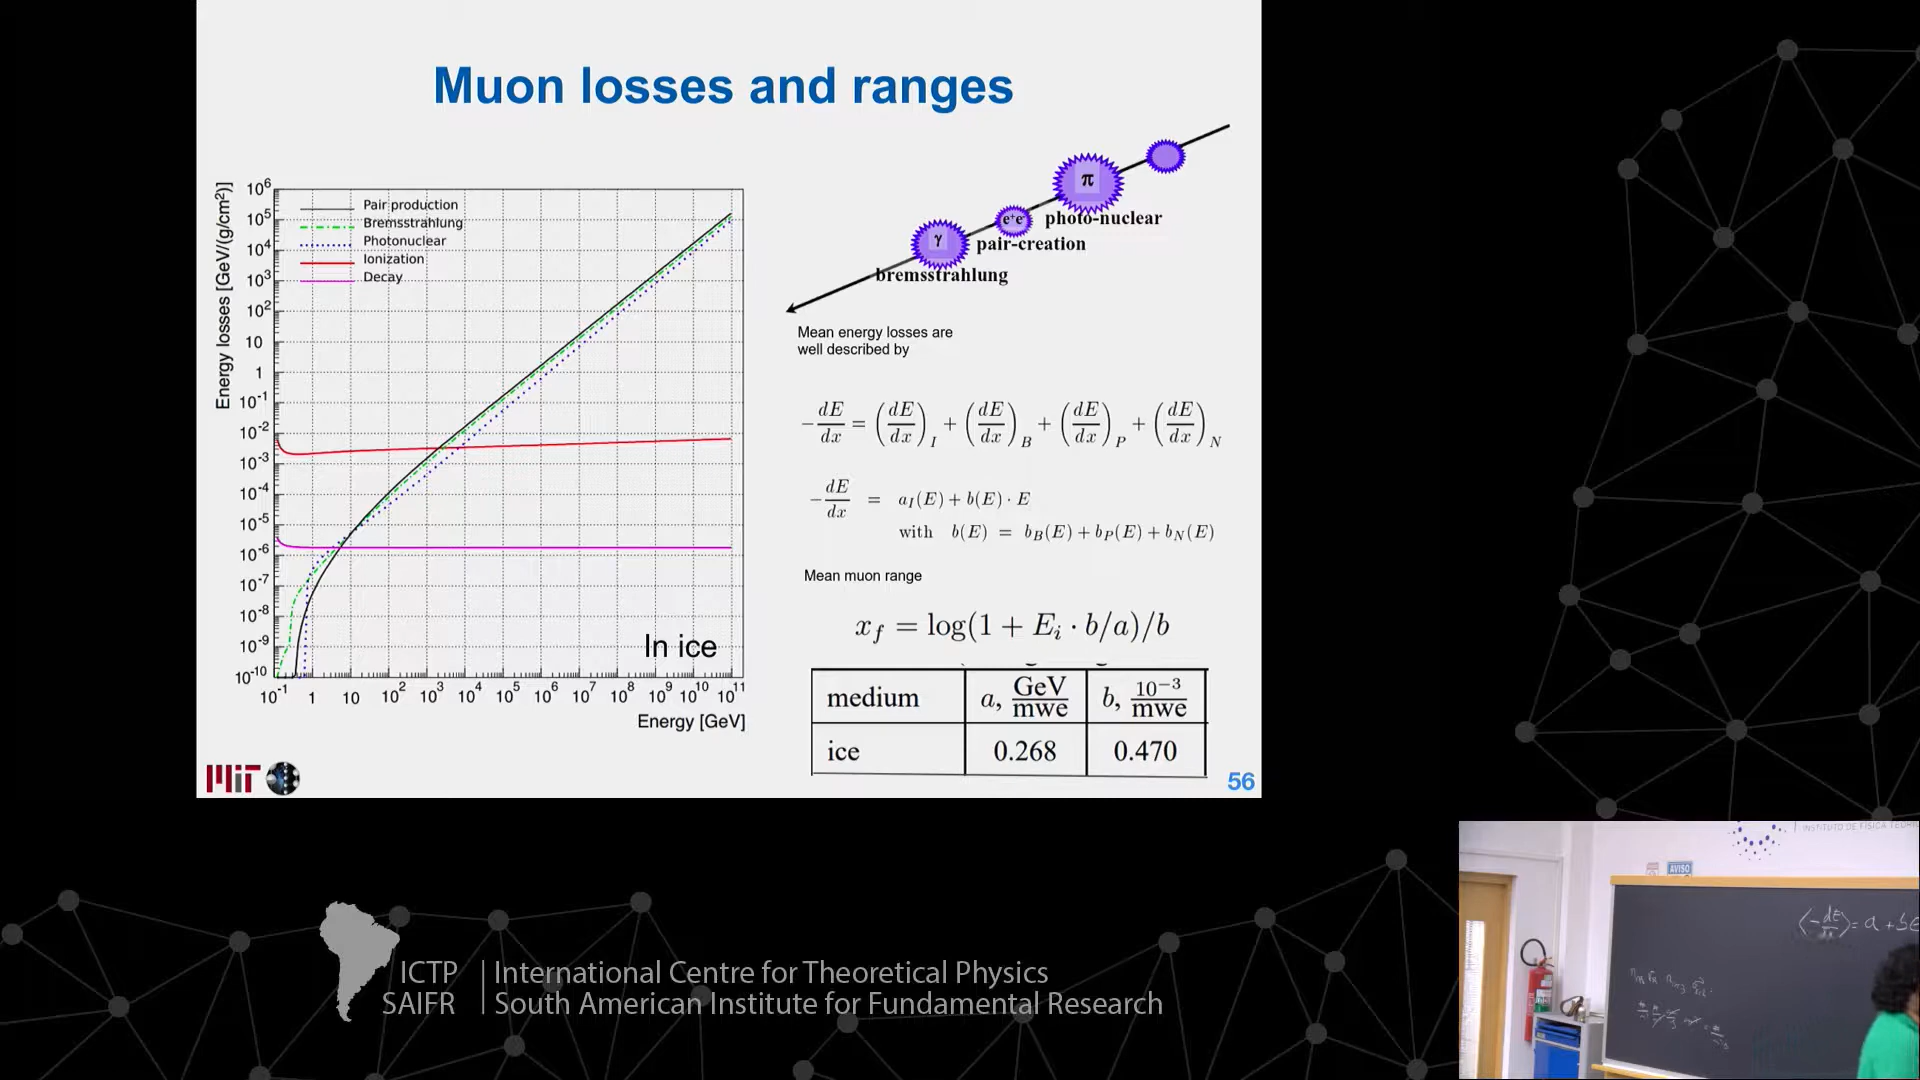 Muon losses and ranges
Energy losses [GeV/(g/cm²)]
10⁶
10⁵
10⁴
10³
10²
10
1
10⁻¹
10⁻²
10⁻³
10⁻⁴
10⁻⁵
10⁻⁶
10⁻⁷
10⁻⁸
10⁻⁹
10⁻¹⁰
Pair production
Bremsstrahlung
Photonuclear
Ionization
Decay
In ice
10⁻¹ 1 10 10² 10³ 10⁴ 10⁵ 10⁶ 10⁷ 10⁸ 10⁹ 10¹⁰ 10¹¹
Energy [GeV]
π
photo-nuclear
e⁺e⁻
pair-creation
γ
bremsstrahlung
Mean energy losses are
well described by
-dE/dx = (dE/dx)_I + (dE/dx)_B + (dE/dx)_P + (dE/dx)_N
-dE/dx = a_I(E) + b(E) · E
with b(E) = b_B(E) + b_P(E) + b_N(E)
Mean muon range
x_f = log(1 + E_i · b/a)/b
medium a, GeV/mwe b, 10⁻³/mwe
ice 0.268 0.470
MIT
56
AVISO
⟨-dE/dx⟩ = a + bE
ICTP | International Centre for Theoretical Physics
SAIFR | South American Institute for Fundamental Research